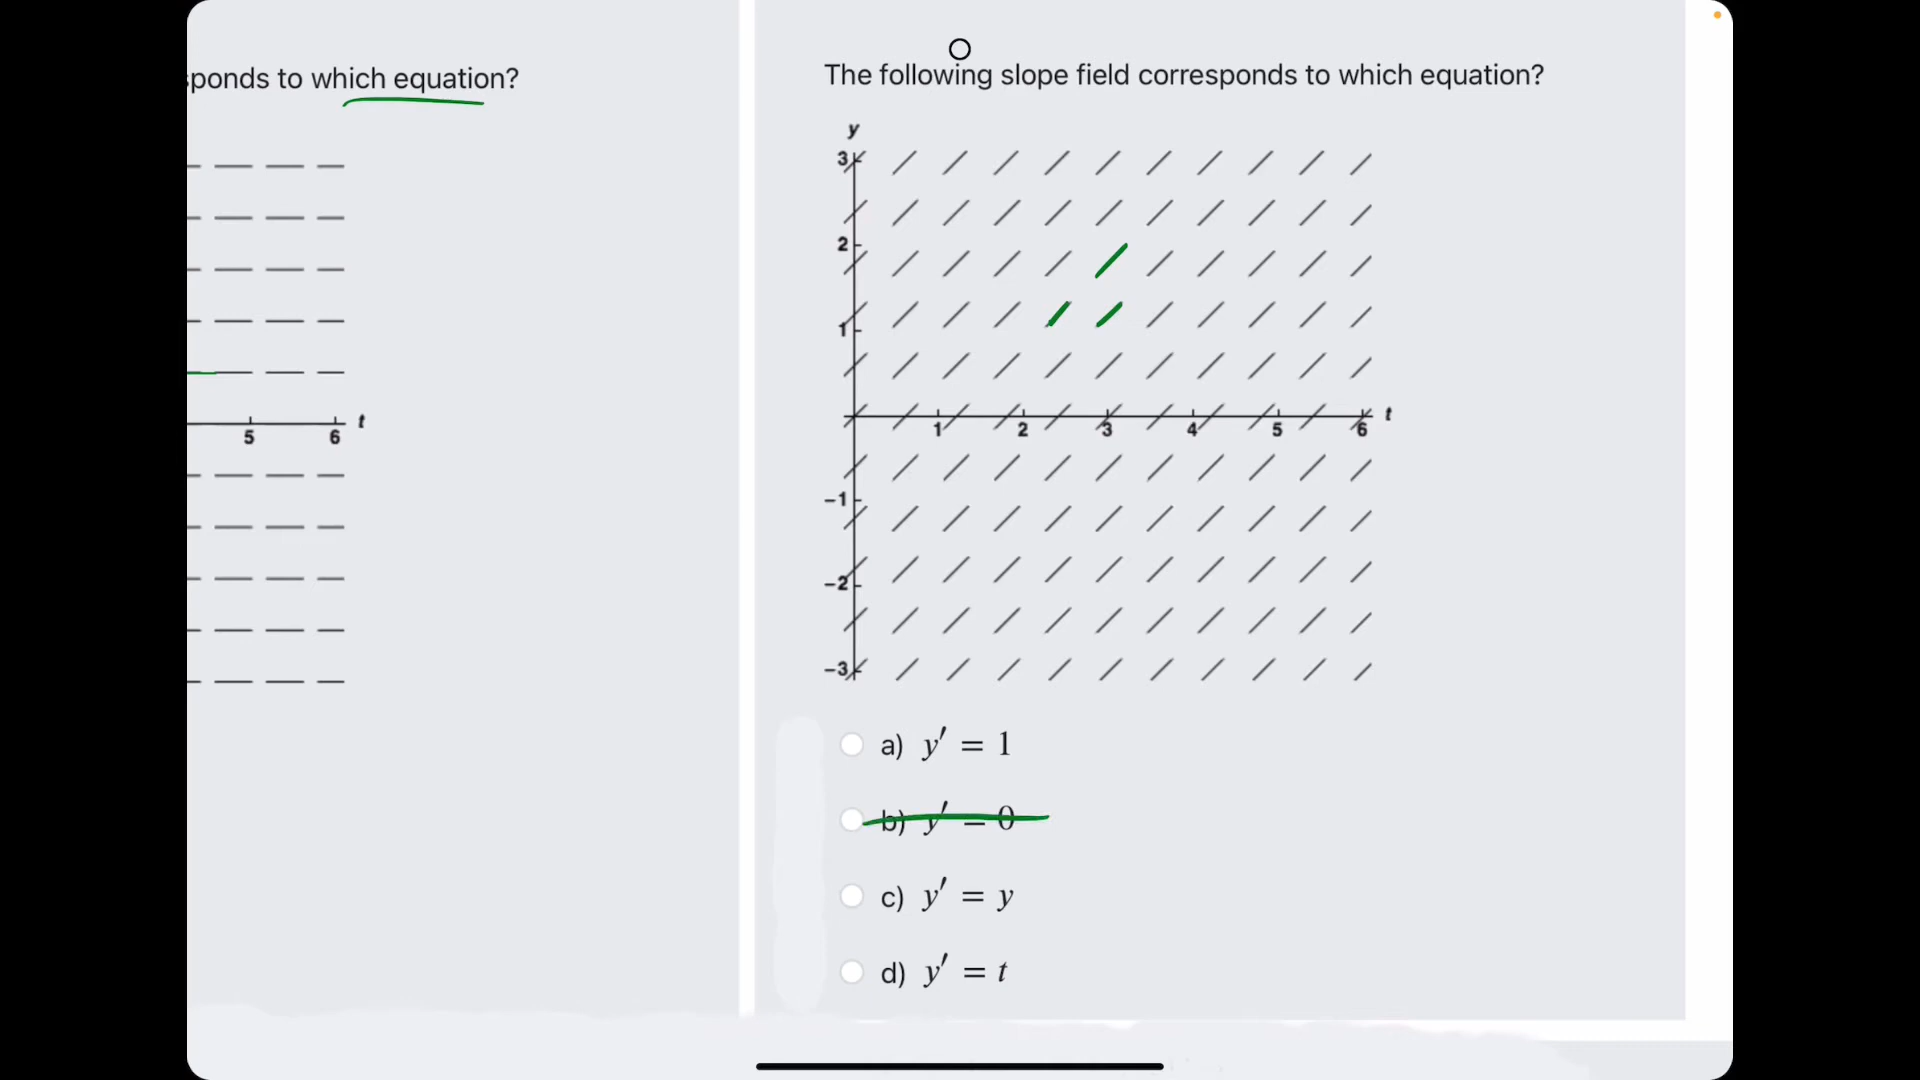 sponds to which equation?
5
6
t
The following slope field corresponds to which equation?
y
3
2
1
1
2
3
4
5
6
t
−1
−2
−3
a) y′ = 1
b) y′ = 0
c) y′ = y
d) y′ = t